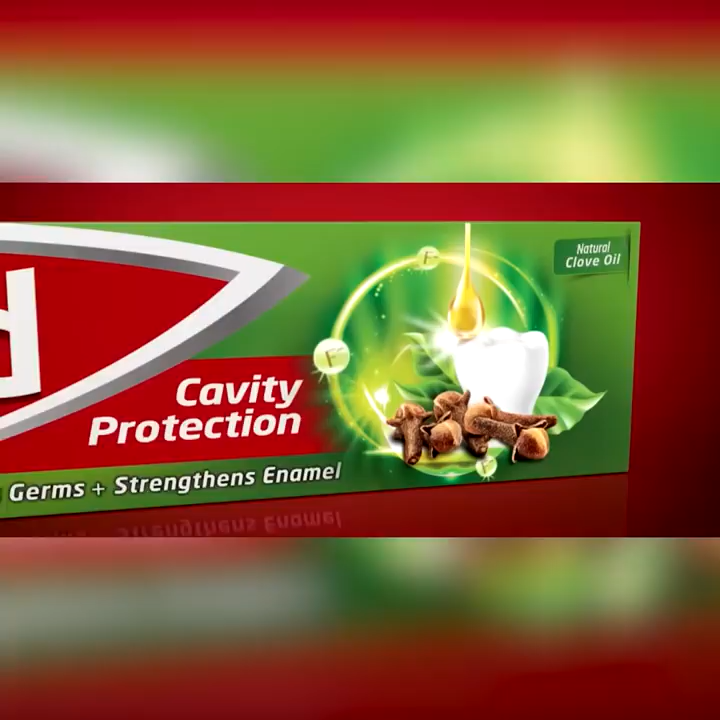 d
Natural
Clove Oil
F
F
F
Cavity
Protection
Germs + Strengthens Enamel